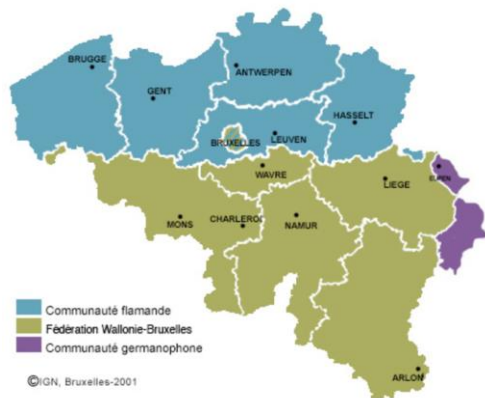 BRUGGE
ANTWERPEN
GENT
HASSELT
BRUXELLES
LEUVEN
WAVRE
EUPEN
LIEGE
MONS
CHARLEROI
NAMUR
Communauté flamande
Fédération Wallonie-Bruxelles
Communauté germanophone
©IGN, Bruxelles-2001
ARLON